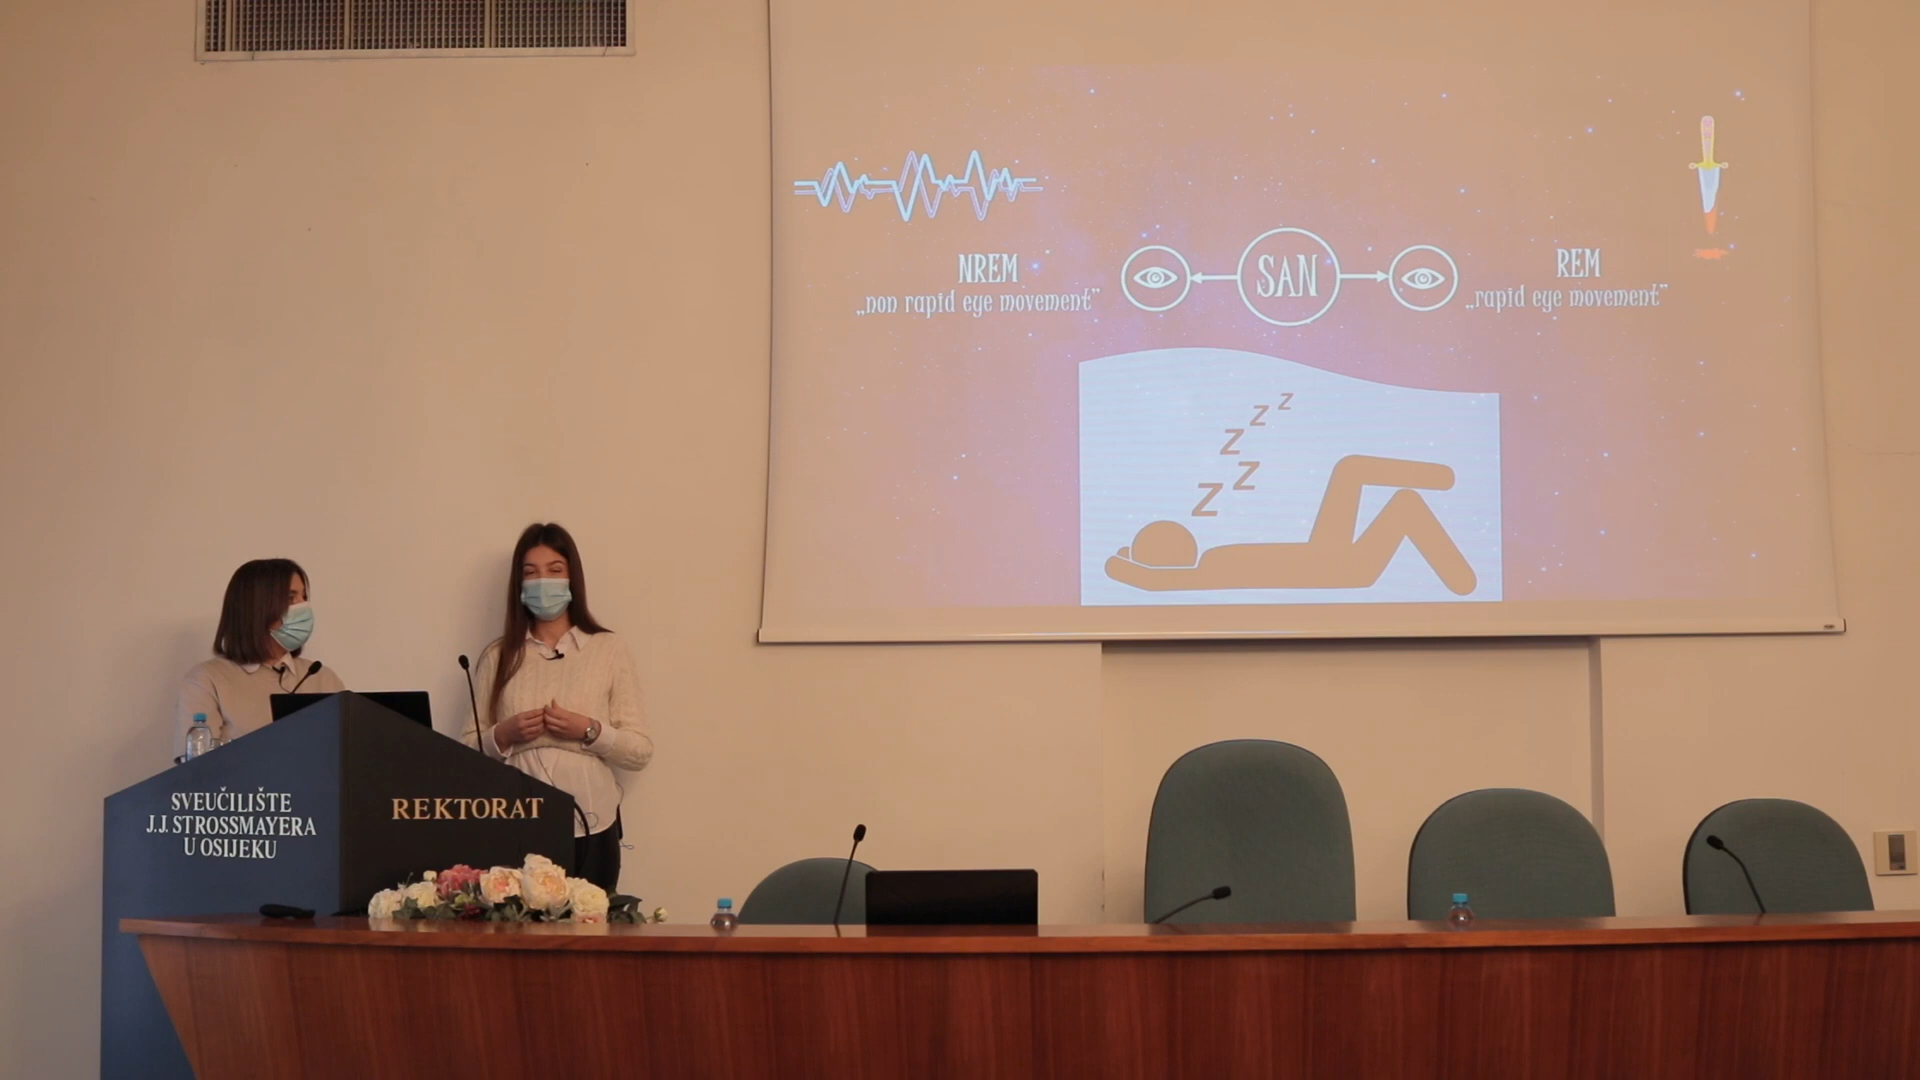 NREM
„non rapid eye movement”
SAN
REM
„rapid eye movement”
z
z
z
z
z
SVEUČILIŠTE
J.J. STROSSMAYERA
U OSIJEKU
REKTORAT